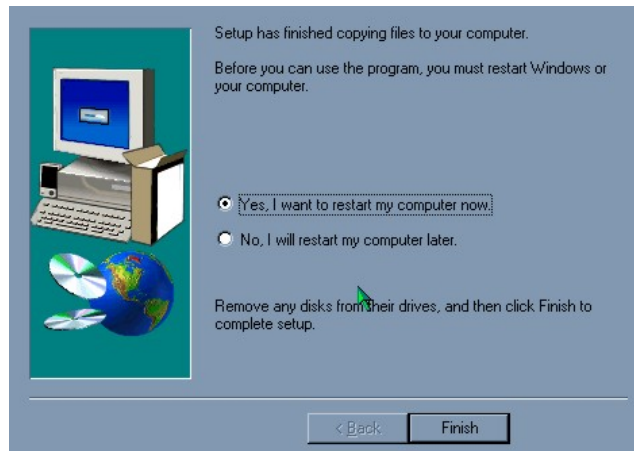 Setup has finished copying files to your computer.
Before you can use the program, you must restart Windows or
your computer.
Yes, I want to restart my computer now.
No, I will restart my computer later.
Remove any disks from their drives, and then click Finish to
complete setup.
< Back
Finish